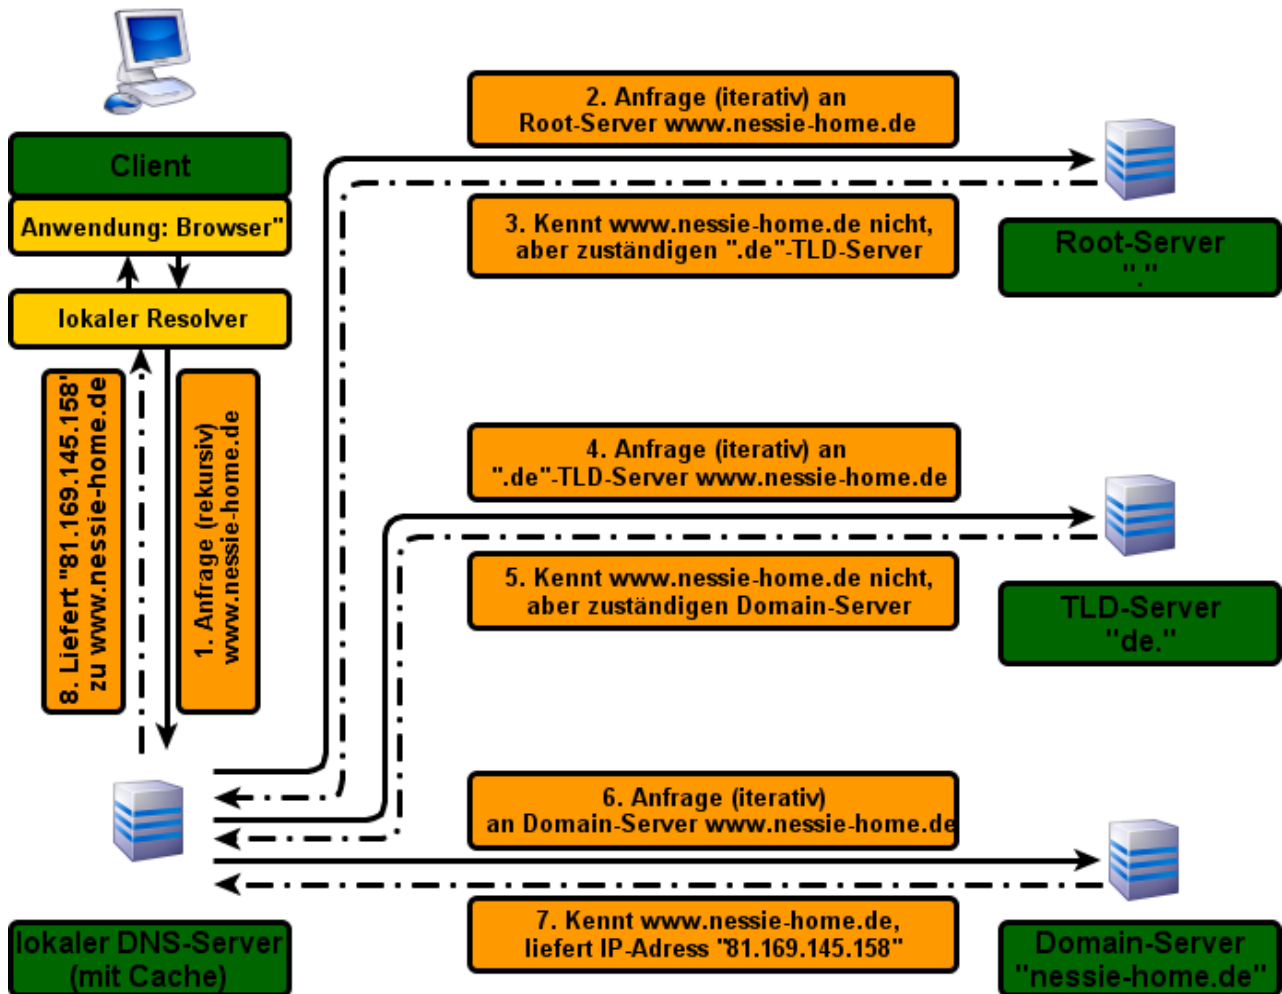 Client
Anwendung: Browser"
lokaler Resolver
8. Liefert "81.169.145.158"
zu www.nessie-home.de
1. Anfrage (rekursiv)
www.nessie-home.de
2. Anfrage (iterativ) an
Root-Server www.nessie-home.de
3. Kennt www.nessie-home.de nicht,
aber zuständigen ".de"-TLD-Server
Root-Server
"."
4. Anfrage (iterativ) an
".de"-TLD-Server www.nessie-home.de
5. Kennt www.nessie-home.de nicht,
aber zuständigen Domain-Server
TLD-Server
"de."
6. Anfrage (iterativ)
an Domain-Server www.nessie-home.de
7. Kennt www.nessie-home.de,
liefert IP-Adress "81.169.145.158"
lokaler DNS-Server
(mit Cache)
Domain-Server
"nessie-home.de"